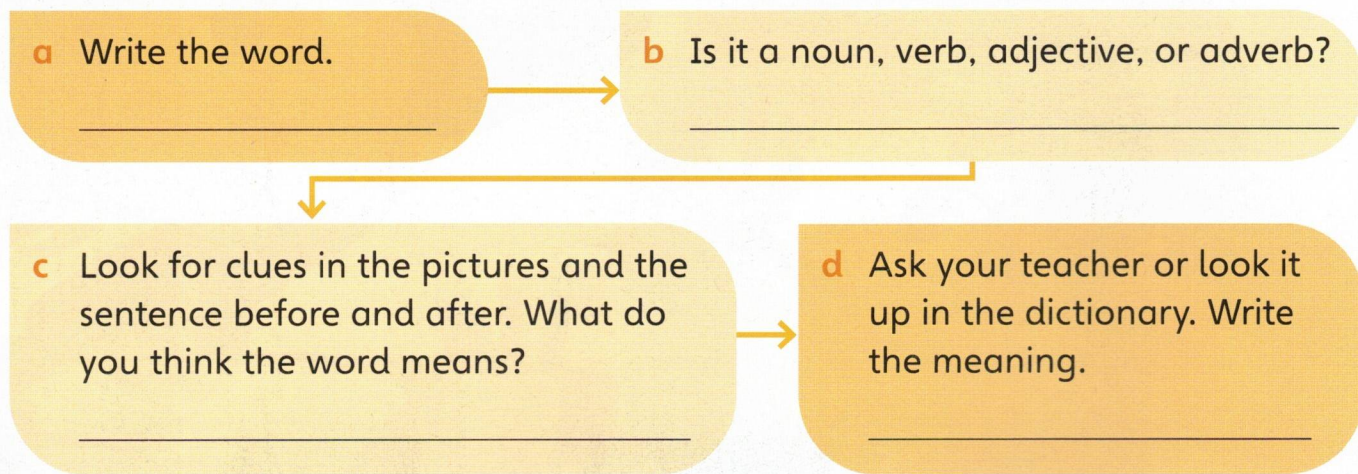 a Write the word.
b Is it a noun, verb, adjective, or adverb?
c Look for clues in the pictures and the
sentence before and after. What do
you think the word means?
d Ask your teacher or look it
up in the dictionary. Write
the meaning.